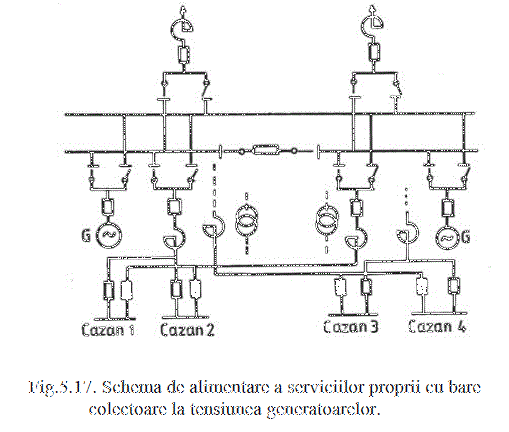 G
G
Cazan 1 Cazan 2 Cazan 3 Cazan 4
Fig.5.17. Schema de alimentare a serviciilor proprii cu bare
colectoare la tensiunea generatoarelor.